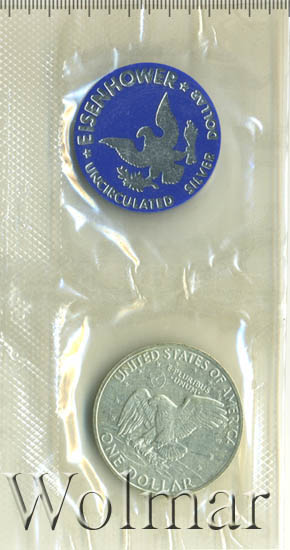 ★ EISENHOWER ★ DOLLAR
UNCIRCULATED SILVER
UNITED STATES OF AMERICA
E PLURIBUS
UNUM
ONE DOLLAR
Wolmar